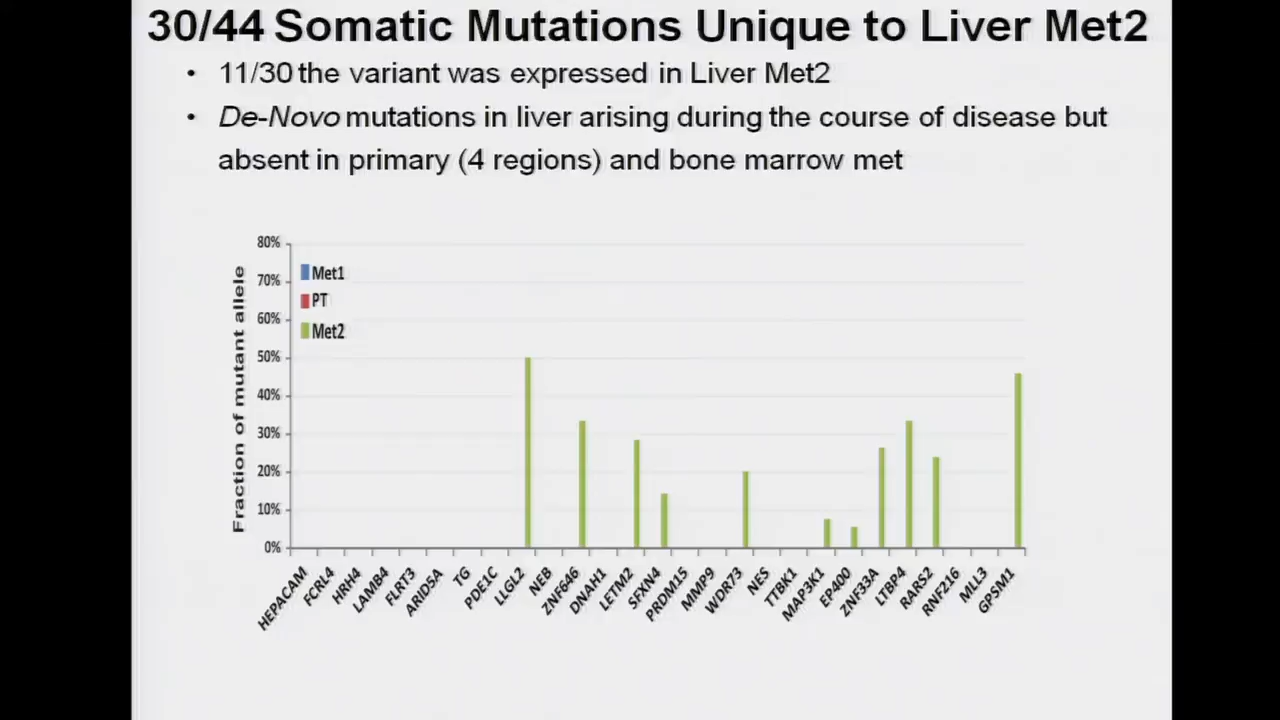 30/44 Somatic Mutations Unique to Liver Met2
• 11/30 the variant was expressed in Liver Met2
• De-Novo mutations in liver arising during the course of disease but
absent in primary (4 regions) and bone marrow met
Fraction of mutant allele
80%
70%
60%
50%
40%
30%
20%
10%
0%
Met1
PT
Met2
HEPACAM
FCRL4
HRH4
LAMB4
FLRT3
ARID5A
TG
PDE1C
LLGL2
NEB
ZNF646
DNAH1
LETM2
SFXN4
PRDM15
MMP9
WDR73
NES
TTBK1
MAP3K1
EP400
ZNF33A
LTBP4
RARS2
RNF216
MLL3
GPSM1